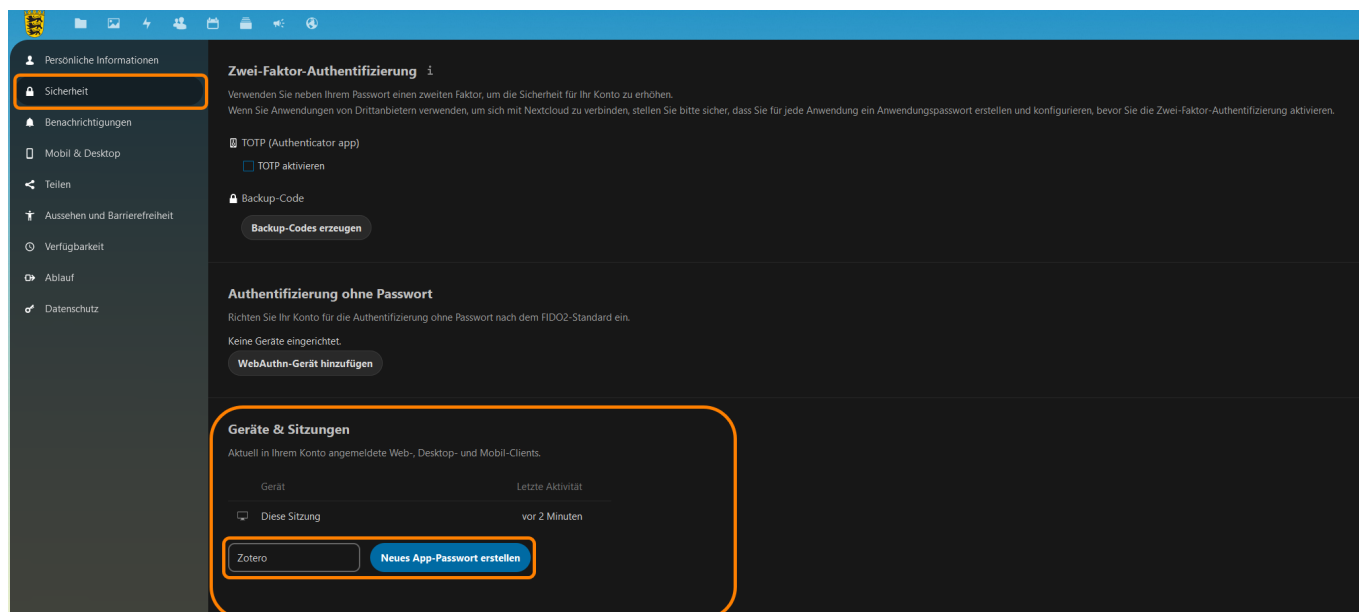 Persönliche Informationen
Sicherheit
Benachrichtigungen
Mobil & Desktop
Teilen
Aussehen und Barrierefreiheit
Verfügbarkeit
Ablauf
Datenschutz
Zwei-Faktor-Authentifizierung i
Verwenden Sie neben Ihrem Passwort einen zweiten Faktor, um die Sicherheit für Ihr Konto zu erhöhen.
Wenn Sie Anwendungen von Drittanbietern verwenden, um sich mit Nextcloud zu verbinden, stellen Sie bitte sicher, dass Sie für jede Anwendung ein Anwendungspasswort erstellen und konfigurieren, bevor Sie die Zwei-Faktor-Authentifizierung aktivieren.
TOTP (Authenticator app)
TOTP aktivieren
Backup-Code
Backup-Codes erzeugen
Authentifizierung ohne Passwort
Richten Sie Ihr Konto für die Authentifizierung ohne Passwort nach dem FIDO2-Standard ein.
Keine Geräte eingerichtet.
WebAuthn-Gerät hinzufügen
Geräte & Sitzungen
Aktuell in Ihrem Konto angemeldete Web-, Desktop- und Mobil-Clients.
Gerät Letzte Aktivität
Diese Sitzung vor 2 Minuten
Zotero Neues App-Passwort erstellen